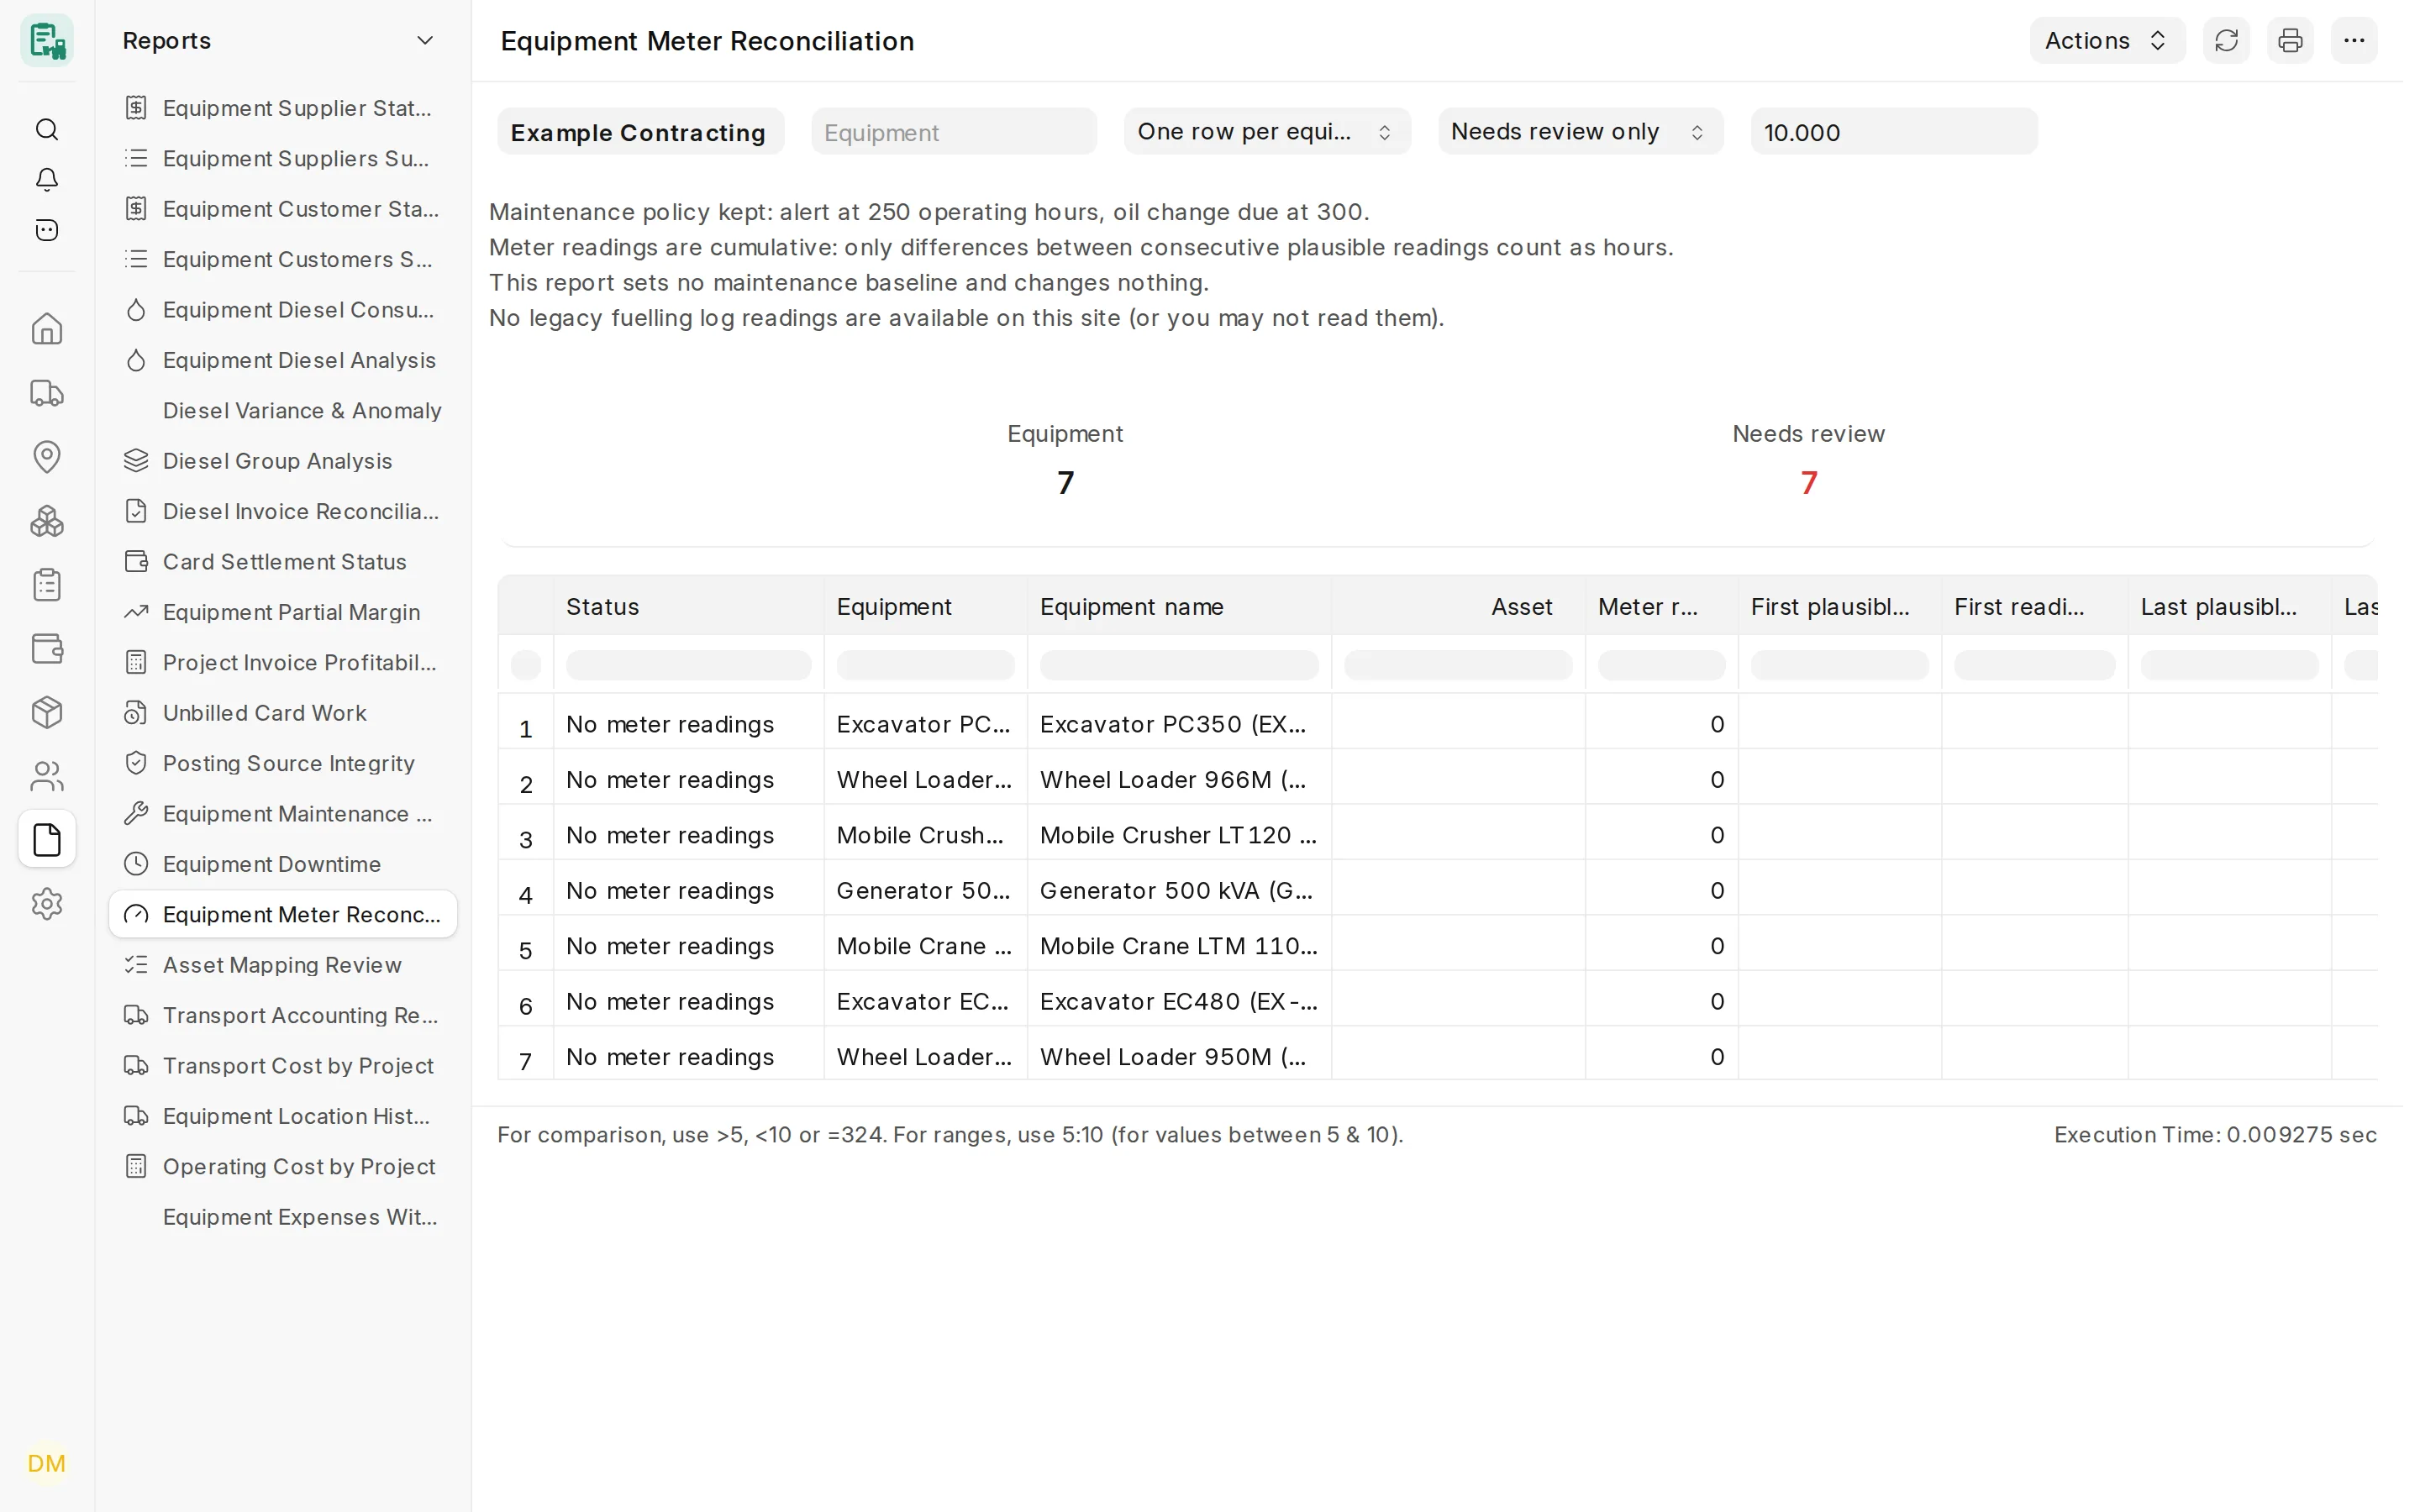 Reports
Equipment Supplier Stat...
Equipment Suppliers Su...
Equipment Customer Sta...
Equipment Customers S...
Equipment Diesel Consu...
Equipment Diesel Analysis
Diesel Variance & Anomaly
Diesel Group Analysis
Diesel Invoice Reconcilia...
Card Settlement Status
Equipment Partial Margin
Project Invoice Profitabil...
Unbilled Card Work
Posting Source Integrity
Equipment Maintenance ...
Equipment Downtime
Equipment Meter Reconc...
Asset Mapping Review
Transport Accounting Re...
Transport Cost by Project
Equipment Location Hist...
Operating Cost by Project
Equipment Expenses Wit...
DM
Equipment Meter Reconciliation
Actions
Example Contracting Equipment One row per equi... Needs review only 10.000
Maintenance policy kept: alert at 250 operating hours, oil change due at 300.
Meter readings are cumulative: only differences between consecutive plausible readings count as hours.
This report sets no maintenance baseline and changes nothing.
No legacy fuelling log readings are available on this site (or you may not read them).
Equipment Needs review
7 7
Status Equipment Equipment name Asset Meter r... First plausibl... First readi... Last plausibl... Las
1 No meter readings Excavator PC... Excavator PC350 (EX... 0
2 No meter readings Wheel Loader... Wheel Loader 966M (... 0
3 No meter readings Mobile Crush... Mobile Crusher LT120 ... 0
4 No meter readings Generator 50... Generator 500 kVA (G... 0
5 No meter readings Mobile Crane ... Mobile Crane LTM 110... 0
6 No meter readings Excavator EC... Excavator EC480 (EX-... 0
7 No meter readings Wheel Loader... Wheel Loader 950M (... 0
For comparison, use >5, <10 or =324. For ranges, use 5:10 (for values between 5 & 10). Execution Time: 0.009275 sec